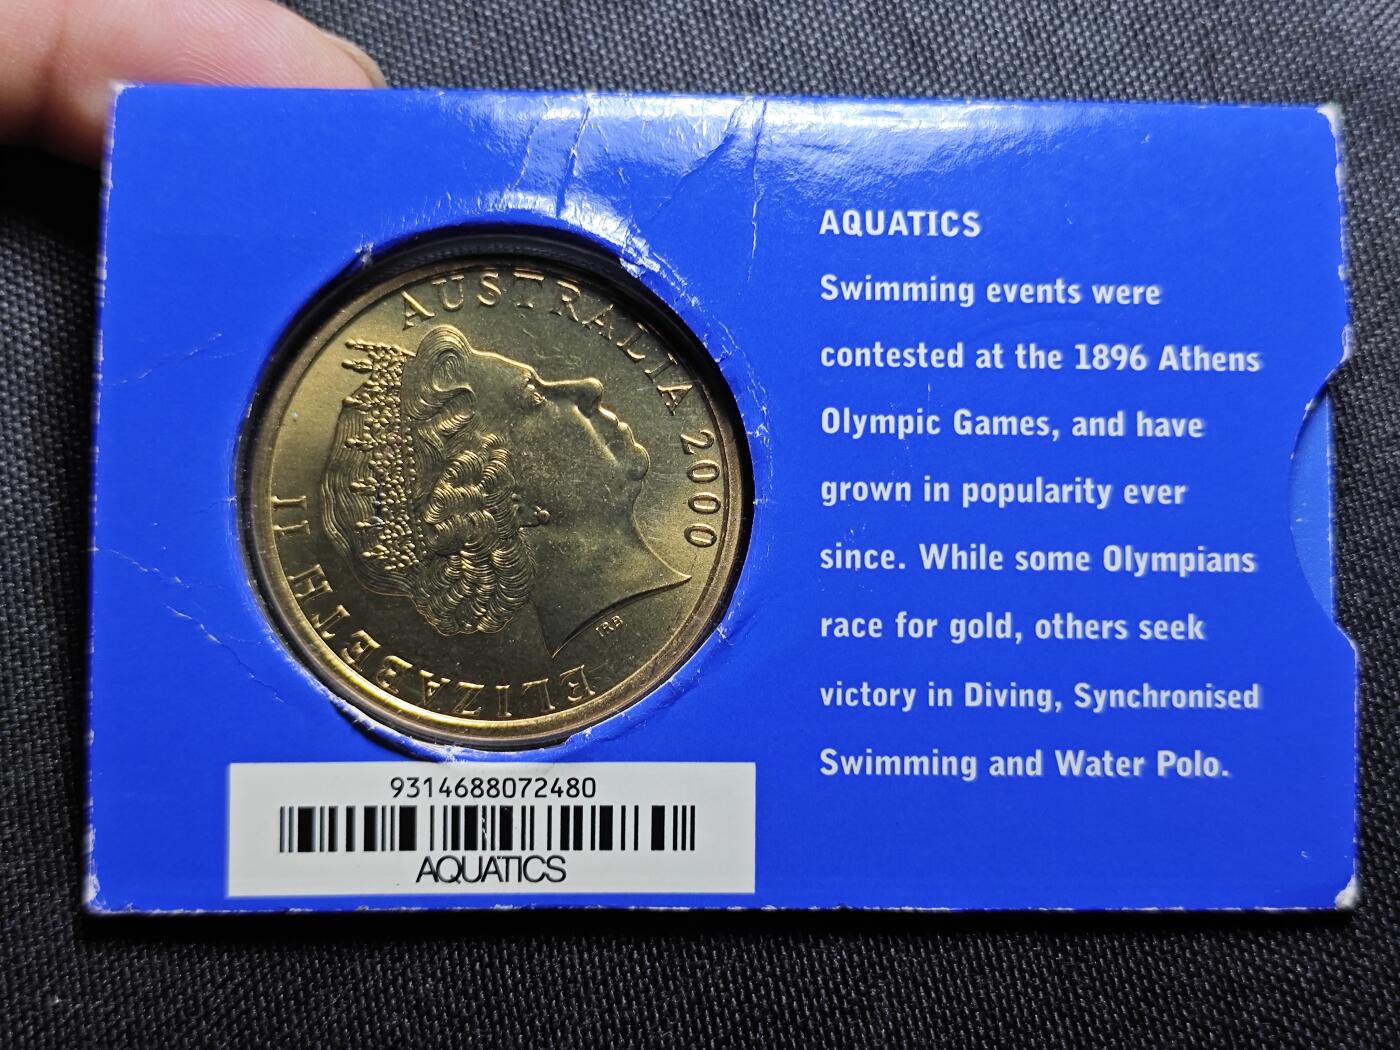 AUSTRALIA 2000
ELIZABETH II
IRB
9314688072480
AQUATICS
AQUATICS
Swimming events were
contested at the 1896 Athens
Olympic Games, and have
grown in popularity ever
since. While some Olympians
race for gold, others seek
victory in Diving, Synchronised
Swimming and Water Polo.